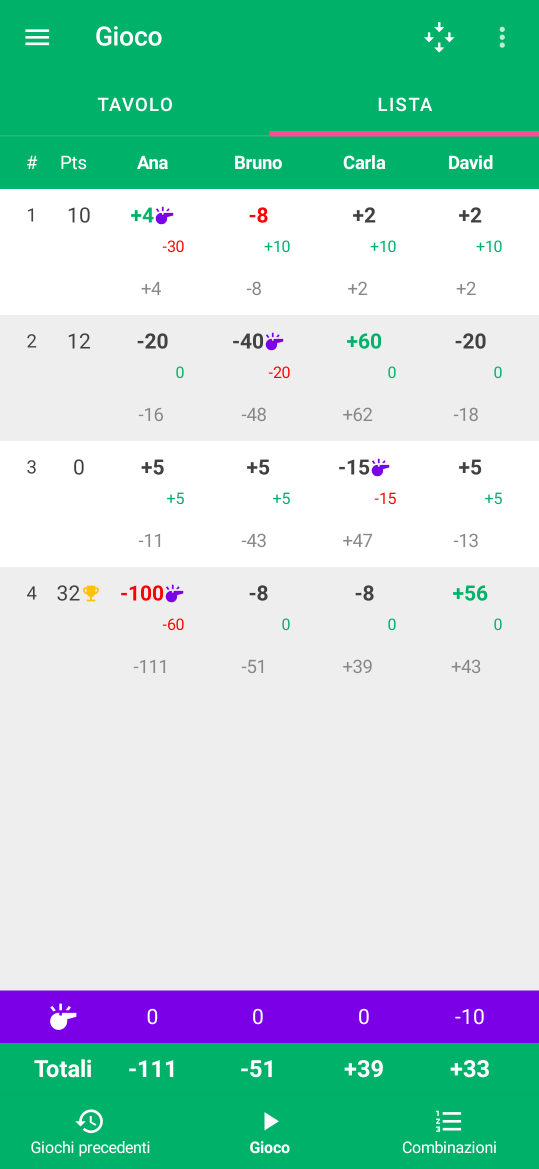 Gioco
TAVOLO LISTA
# Pts Ana Bruno Carla David
1 10 +4 -8 +2 +2
-30 +10 +10 +10
+4 -8 +2 +2
2 12 -20 -40 +60 -20
0 -20 0 0
-16 -48 +62 -18
3 0 +5 +5 -15 +5
+5 +5 -15 +5
-11 -43 +47 -13
4 32 -100 -8 -8 +56
-60 0 0 0
-111 -51 +39 +43
0 0 0 -10
Totali -111 -51 +39 +33
1
2
3
Giochi precedenti Gioco Combinazioni